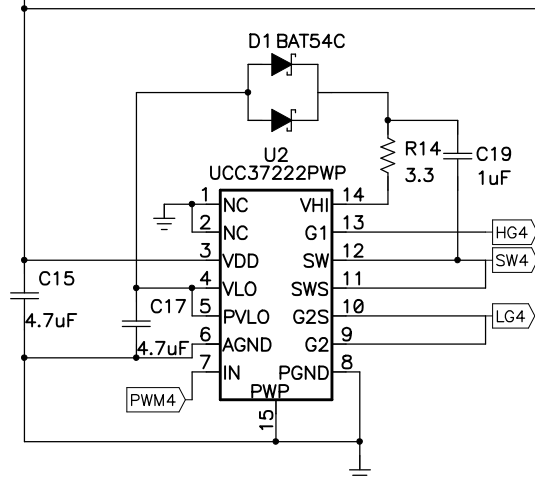 D1 BAT54C
U2
UCC37222PWP
R14
3.3
C19
1uF
1 NC VHI 14
2 NC G1 13
3 VDD SW 12
4 VLO SWS 11
5 PVLO G2S 10
6 AGND G2 9
7 IN PGND 8
PWP
15
HG4
SW4
LG4
PWM4
C15
4.7uF
C17
4.7uF